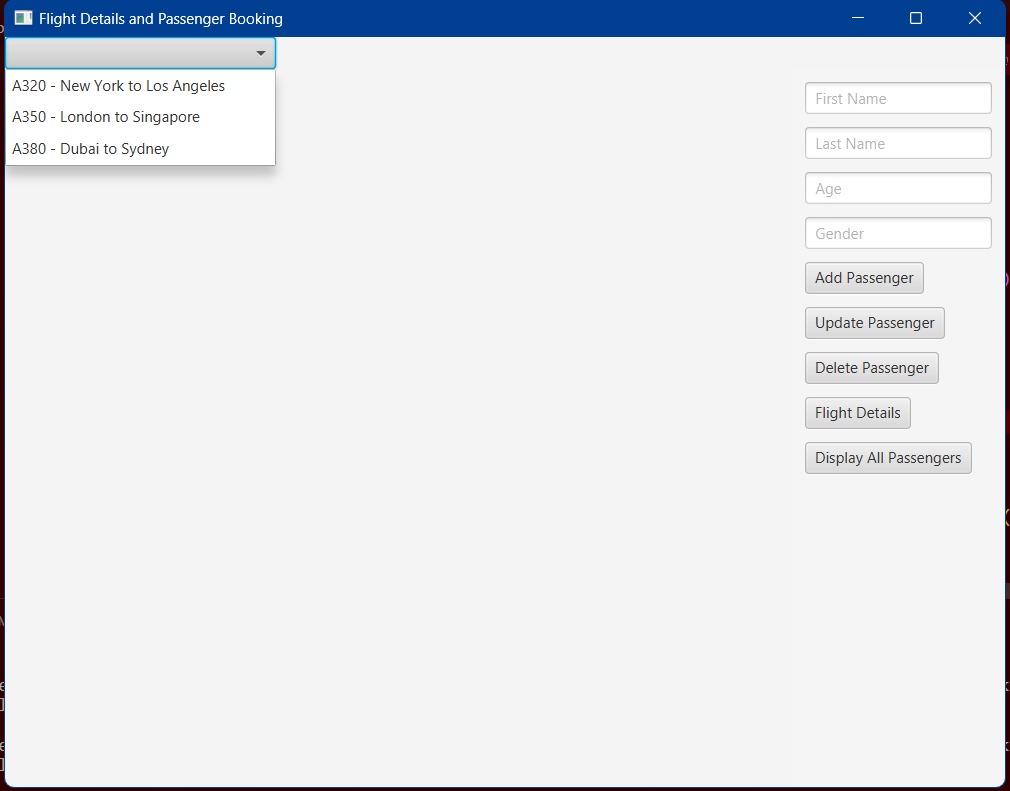 Flight Details and Passenger Booking
A320 - New York to Los Angeles
A350 - London to Singapore
A380 - Dubai to Sydney
First Name
Last Name
Age
Gender
Add Passenger
Update Passenger
Delete Passenger
Flight Details
Display All Passengers